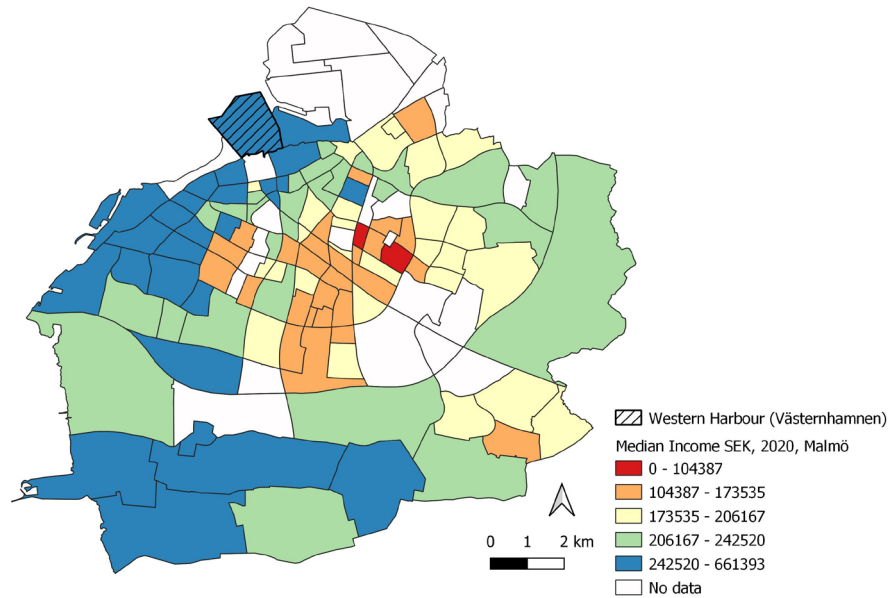 Western Harbour (Västernhamnen)
Median Income SEK, 2020, Malmö
0 - 104387
104387 - 173535
173535 - 206167
206167 - 242520
242520 - 661393
No data
0 1 2 km